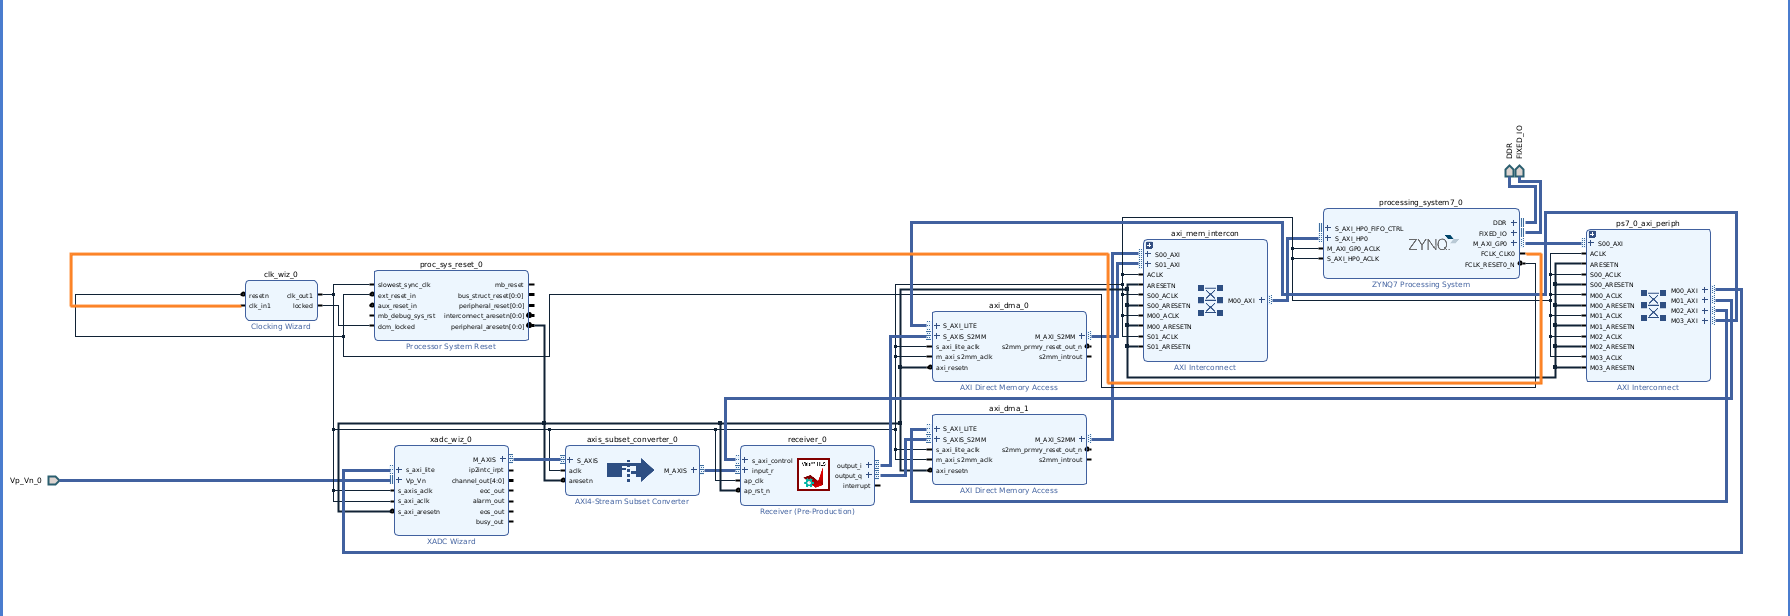 DDR
FIXED_IO
processing_system7_0
S_AXI_HP0_FIFO_CTRL
S_AXI_HP0
M_AXI_GP0_ACLK
S_AXI_HP0_ACLK
ZYNQ
DDR
FIXED_IO
M_AXI_GP0
FCLK_CLK0
FCLK_RESET0_N
ZYNQ7 Processing System
ps7_0_axi_periph
S00_AXI
ACLK
ARESETN
S00_ACLK
S00_ARESETN
M00_ACLK
M00_ARESETN
M01_ACLK
M01_ARESETN
M02_ACLK
M02_ARESETN
M03_ACLK
M03_ARESETN
M00_AXI
M01_AXI
M02_AXI
M03_AXI
AXI Interconnect
axi_mem_intercon
S00_AXI
S01_AXI
ACLK
ARESETN
S00_ACLK
S00_ARESETN
M00_ACLK
M00_ARESETN
S01_ACLK
S01_ARESETN
M00_AXI
AXI Interconnect
clk_wiz_0
resetn
clk_in1
clk_out1
locked
Clocking Wizard
proc_sys_reset_0
slowest_sync_clk
ext_reset_in
aux_reset_in
mb_debug_sys_rst
dcm_locked
mb_reset
bus_struct_reset[0:0]
peripheral_reset[0:0]
interconnect_aresetn[0:0]
peripheral_aresetn[0:0]
Processor System Reset
axi_dma_0
S_AXI_LITE
S_AXIS_S2MM
s_axi_lite_aclk
m_axi_s2mm_aclk
axi_resetn
M_AXI_S2MM
s2mm_prmry_reset_out_n
s2mm_introut
AXI Direct Memory Access
axi_dma_1
S_AXI_LITE
S_AXIS_S2MM
s_axi_lite_aclk
m_axi_s2mm_aclk
axi_resetn
M_AXI_S2MM
s2mm_prmry_reset_out_n
s2mm_introut
AXI Direct Memory Access
Vp_Vn_0
xadc_wiz_0
s_axi_lite
Vp_Vn
s_axis_aclk
s_axi_aclk
s_axi_aresetn
M_AXIS
ip2intc_irpt
channel_out[4:0]
eoc_out
alarm_out
eos_out
busy_out
XADC Wizard
axis_subset_converter_0
S_AXIS
aclk
aresetn
M_AXIS
AXI4-Stream Subset Converter
receiver_0
s_axi_control
input_r
ap_clk
ap_rst_n
output_i
output_q
interrupt
Receiver (Pre-Production)